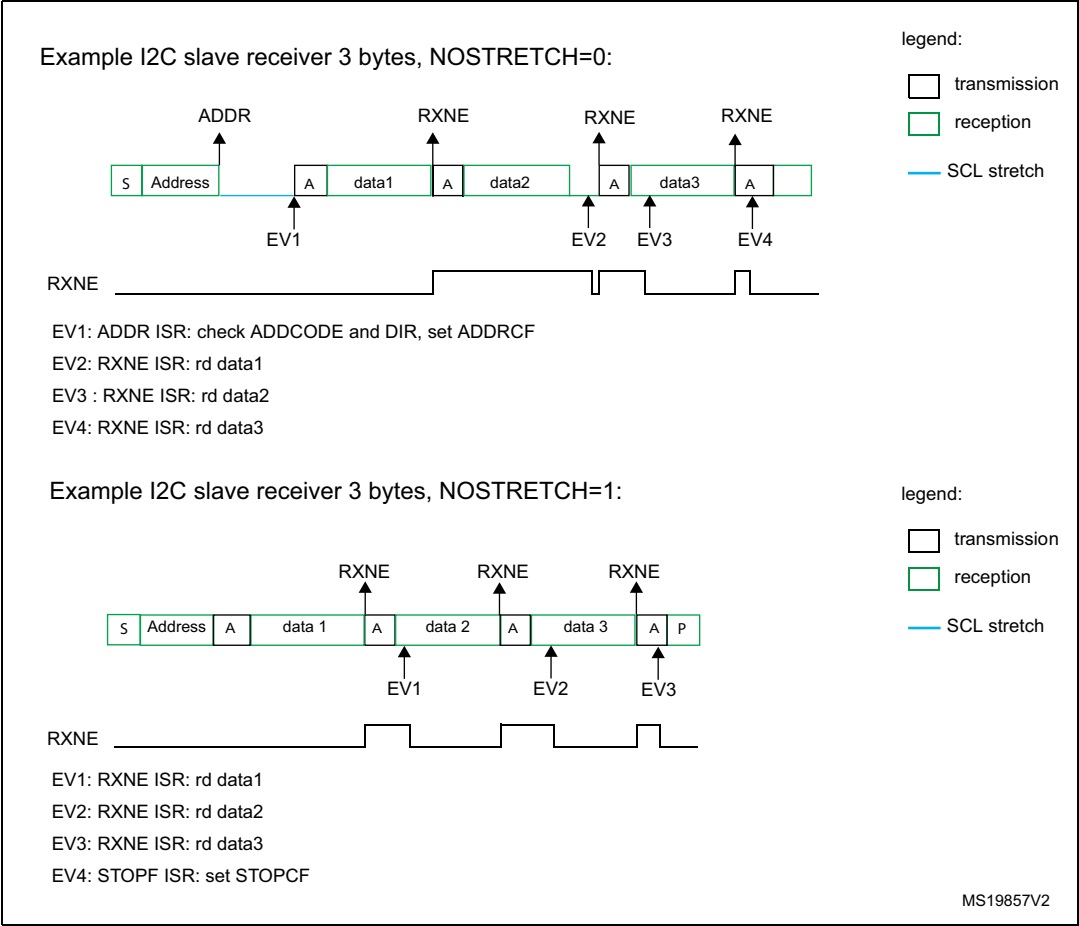 Example I2C slave receiver 3 bytes, NOSTRETCH=0:
legend:
transmission
reception
SCL stretch
ADDR RXNE RXNE RXNE
S Address A data1 A data2 A data3 A
EV1 EV2 EV3 EV4
RXNE
EV1: ADDR ISR: check ADDCODE and DIR, set ADDRCF
EV2: RXNE ISR: rd data1
EV3 : RXNE ISR: rd data2
EV4: RXNE ISR: rd data3
Example I2C slave receiver 3 bytes, NOSTRETCH=1:
legend:
transmission
reception
SCL stretch
RXNE RXNE RXNE
S Address A data 1 A data 2 A data 3 A P
EV1 EV2 EV3
RXNE
EV1: RXNE ISR: rd data1
EV2: RXNE ISR: rd data2
EV3: RXNE ISR: rd data3
EV4: STOPF ISR: set STOPCF
MS19857V2